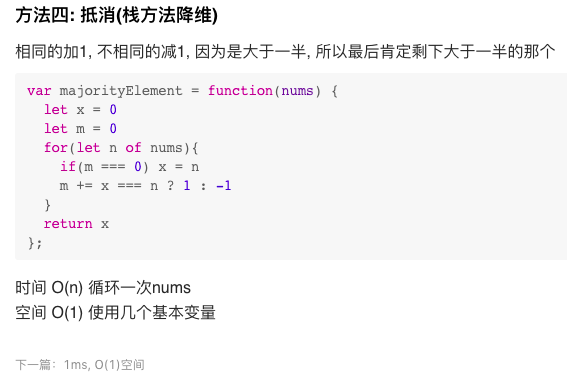 方法四: 抵消(栈方法降维)
相同的加1, 不相同的减1, 因为是大于一半, 所以最后肯定剩下大于一半的那个
var majorityElement = function(nums) {
  let x = 0
  let m = 0
  for(let n of nums){
    if(m === 0) x = n
    m += x === n ? 1 : -1
  }
  return x
};
时间 O(n) 循环一次nums
空间 O(1) 使用几个基本变量
下一篇：1ms, O(1)空间